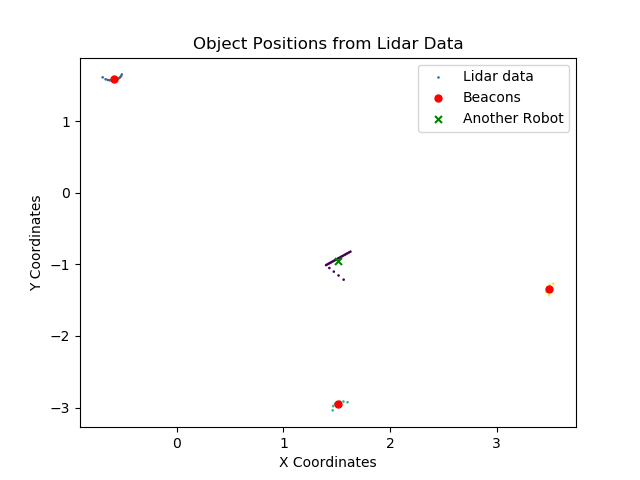 Object Positions from Lidar Data
Lidar data
Beacons
Another Robot
Y Coordinates
1
0
−1
−2
−3
0
1
2
3
X Coordinates